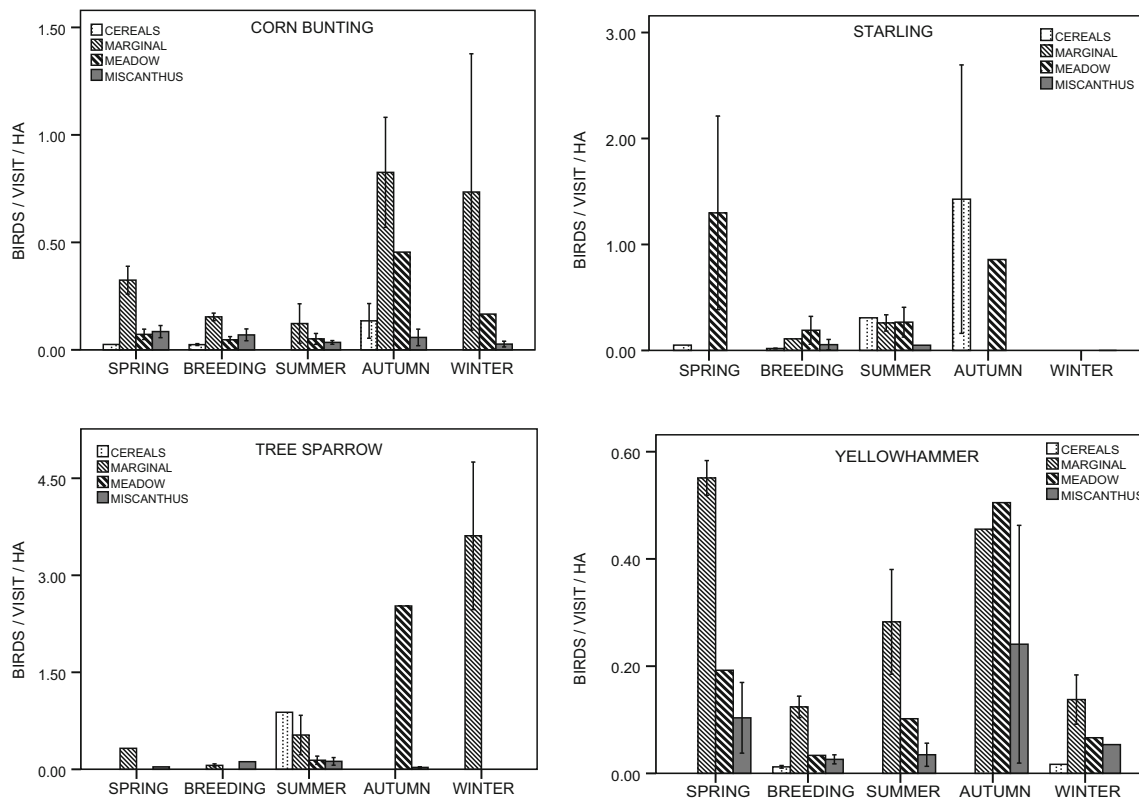 CORN BUNTING
CEREALS
MARGINAL
MEADOW
MISCANTHUS
BIRDS / VISIT / HA
1.50
1.00
0.50
0.00
SPRING BREEDING SUMMER AUTUMN WINTER
STARLING
CEREALS
MARGINAL
MEADOW
MISCANTHUS
BIRDS / VISIT / HA
3.00
2.00
1.00
0.00
SPRING BREEDING SUMMER AUTUMN WINTER
TREE SPARROW
CEREALS
MARGINAL
MEADOW
MISCANTHUS
BIRDS / VISIT / HA
4.50
3.00
1.50
0.00
SPRING BREEDING SUMMER AUTUMN WINTER
YELLOWHAMMER
CEREALS
MARGINAL
MEADOW
MISCANTHUS
BIRDS / VISIT / HA
0.60
0.40
0.20
0.00
SPRING BREEDING SUMMER AUTUMN WINTER